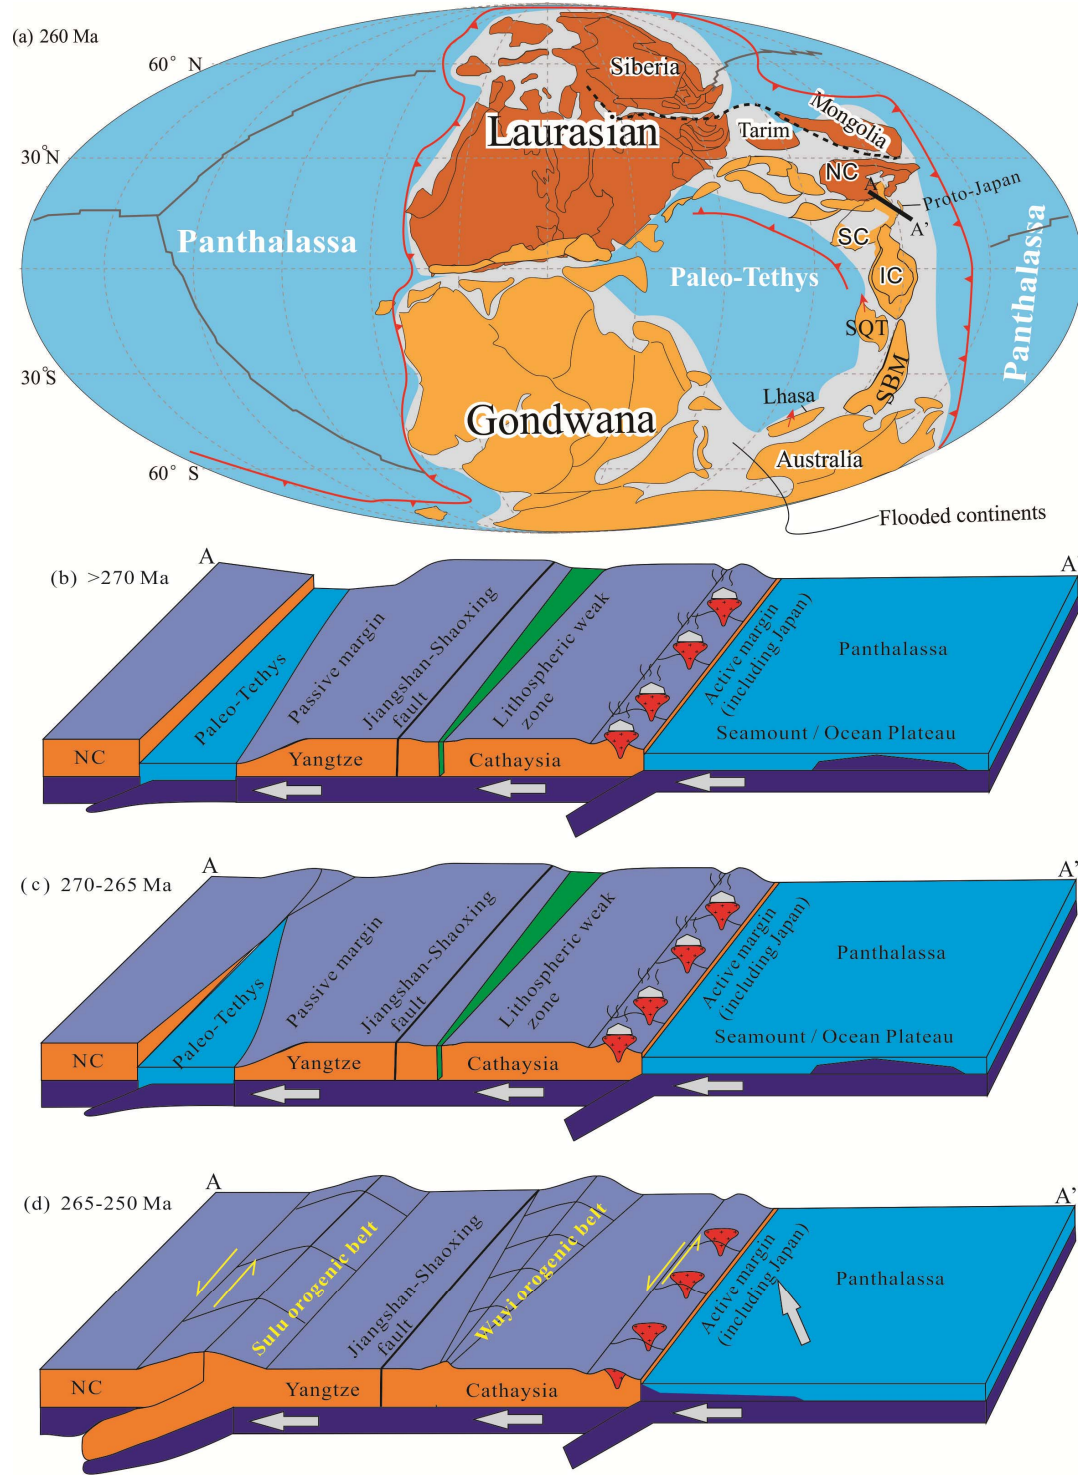 (a) 260 Ma
60° N
Siberia
Laurasian
Tarim
Mongolia
30°N
NC
A
Proto-Japan
A'
SC
Panthalassa
Paleo-Tethys
IC
Panthalassa
SQT
30°S
SBM
Lhasa
Gondwana
Australia
60° S
Flooded continents
(b) >270 Ma
A
A'
Paleo-Tethys
Passive margin
Jiangshan-Shaoxing
fault
Lithospheric weak
zone
Active margin
(including Japan)
Panthalassa
Seamount / Ocean Plateau
NC
Yangtze
Cathaysia
(c) 270-265 Ma
A
A'
Paleo-Tethys
Passive margin
Jiangshan-Shaoxing
fault
Lithospheric weak
zone
Active margin
(including Japan)
Panthalassa
Seamount / Ocean Plateau
NC
Yangtze
Cathaysia
(d) 265-250 Ma
A
A'
Sulu orogenic belt
Jiangshan-Shaoxing
fault
Wuyi orogenic belt
Active margin
(including Japan)
Panthalassa
NC
Yangtze
Cathaysia